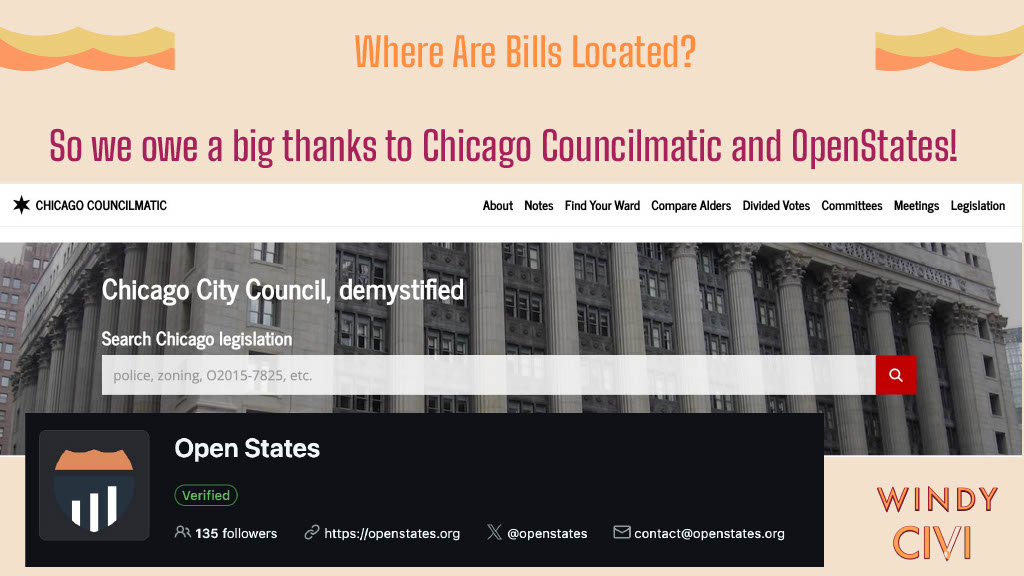 Where Are Bills Located?
So we owe a big thanks to Chicago Councilmatic and OpenStates!
CHICAGO COUNCILMATIC About Notes Find Your Ward Compare Alders Divided Votes Committees Meetings Legislation
Chicago City Council, demystified
Search Chicago legislation
police, zoning, O2015-7825, etc.
Open States
Verified
135 followers https://openstates.org @openstates contact@openstates.org
WINDY
CIVI